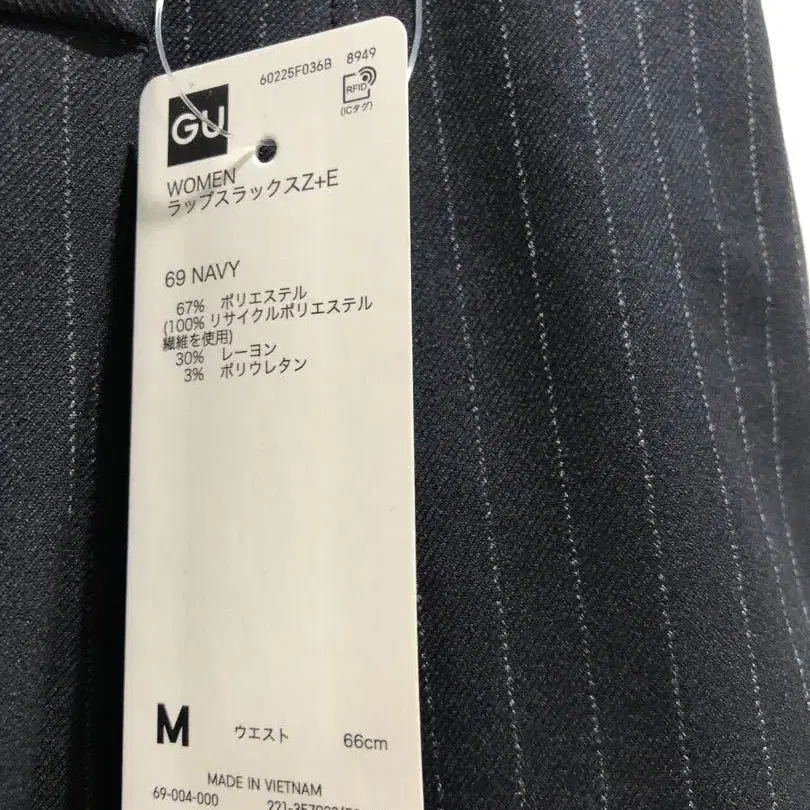 60225F036B 8949
RFID
(ICタグ)
GU
WOMEN
ラップスラックスZ+E
69 NAVY
67% ポリエステル
(100% リサイクルポリエステル
繊維を使用)
30% レーヨン
3% ポリウレタン
M ウエスト 66cm
MADE IN VIETNAM
69-004-000